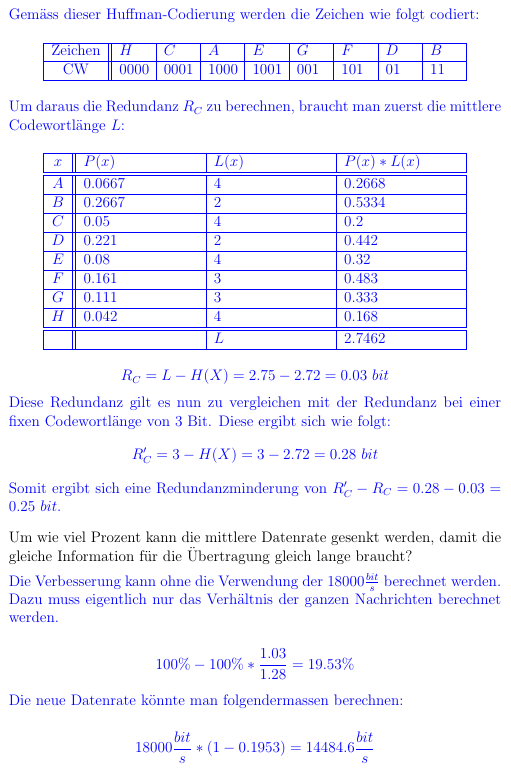 Gemäss dieser Huffman-Codierung werden die Zeichen wie folgt codiert:
Zeichen H C A E G F D B
CW 0000 0001 1000 1001 001 101 01 11
Um daraus die Redundanz R_C zu berechnen, braucht man zuerst die mittlere
Codewortlänge L:
x P(x) L(x) P(x) ∗ L(x)
A 0.0667 4 0.2668
B 0.2667 2 0.5334
C 0.05 4 0.2
D 0.221 2 0.442
E 0.08 4 0.32
F 0.161 3 0.483
G 0.111 3 0.333
H 0.042 4 0.168
L 2.7462
R_C = L − H(X) = 2.75 − 2.72 = 0.03 bit
Diese Redundanz gilt es nun zu vergleichen mit der Redundanz bei einer
fixen Codewortlänge von 3 Bit. Diese ergibt sich wie folgt:
R′_C = 3 − H(X) = 3 − 2.72 = 0.28 bit
Somit ergibt sich eine Redundanzminderung von R′_C − R_C = 0.28 − 0.03 =
0.25 bit.
Um wie viel Prozent kann die mittlere Datenrate gesenkt werden, damit die
gleiche Information für die Übertragung gleich lange braucht?
Die Verbesserung kann ohne die Verwendung der 18000 bit/s berechnet werden.
Dazu muss eigentlich nur das Verhältnis der ganzen Nachrichten berechnet
werden.
100% − 100% ∗ 1.03/1.28 = 19.53%
Die neue Datenrate könnte man folgendermassen berechnen:
18000 bit/s ∗ (1 − 0.1953) = 14484.6 bit/s